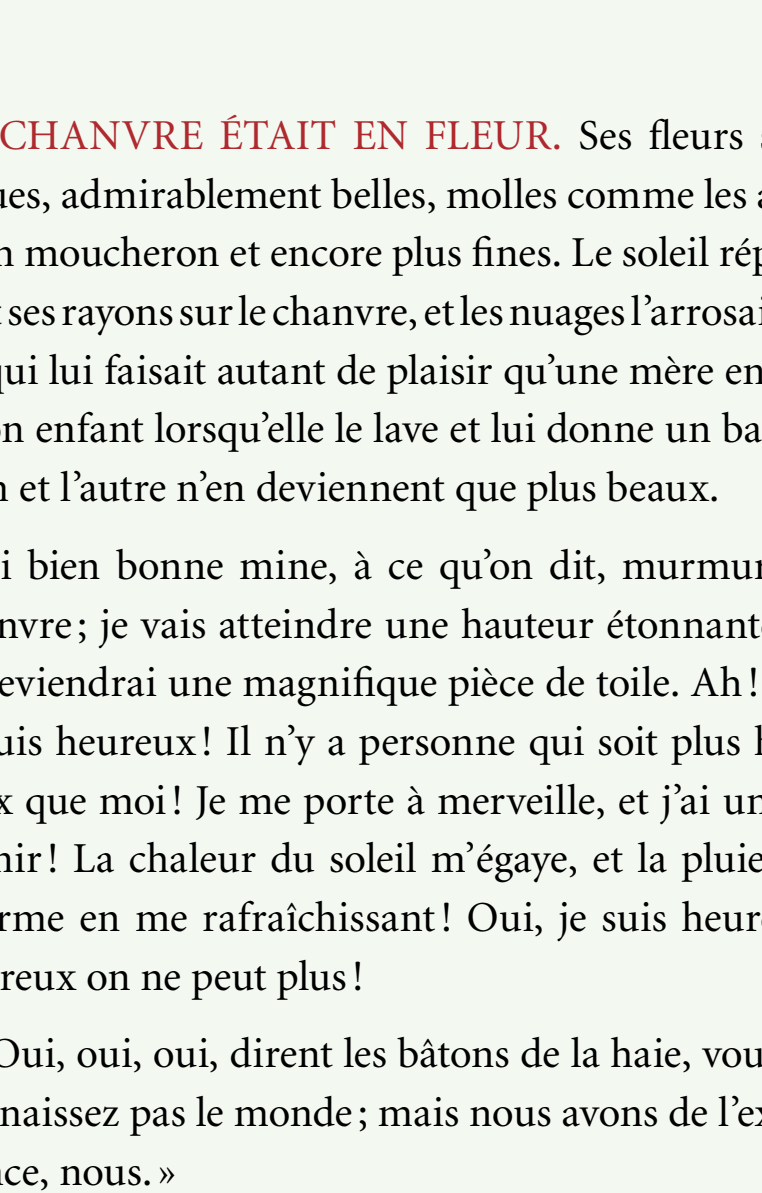 CHANVRE ÉTAIT EN FLEUR. Ses fleurs
ues, admirablement belles, molles comme les a
n moucheron et encore plus fines. Le soleil rép
t ses rayons sur le chanvre, et les nuages l’arrosai
qui lui faisait autant de plaisir qu’une mère en
on enfant lorsqu’elle le lave et lui donne un ba
n et l’autre n’en deviennent que plus beaux.
i bien bonne mine, à ce qu’on dit, murmur
nvre ; je vais atteindre une hauteur étonnante
eviendrai une magnifique pièce de toile. Ah !
uis heureux ! Il n’y a personne qui soit plus h
x que moi ! Je me porte à merveille, et j’ai un
nir ! La chaleur du soleil m’égaye, et la pluie
rme en me rafraîchissant ! Oui, je suis heure
reux on ne peut plus !
Oui, oui, oui, dirent les bâtons de la haie, vou
naissez pas le monde ; mais nous avons de l’ex
nce, nous. »